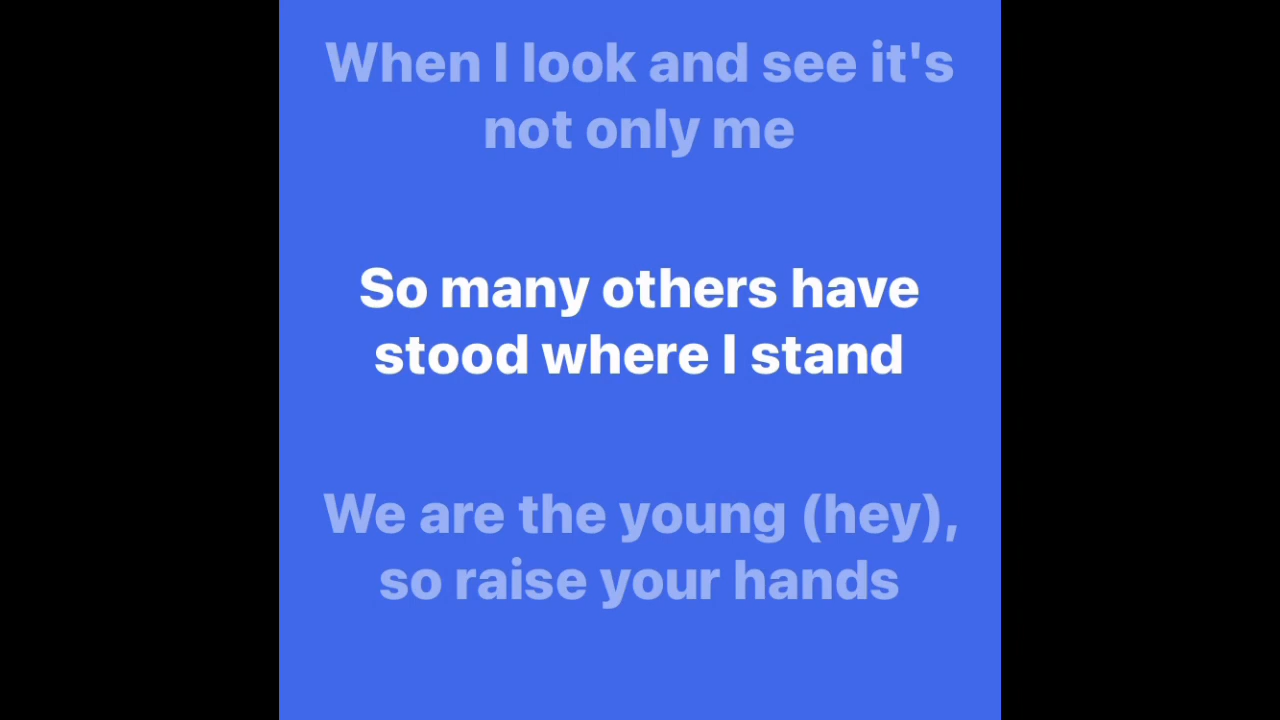 When I look and see it's
not only me
So many others have
stood where I stand
We are the young (hey),
so raise your hands